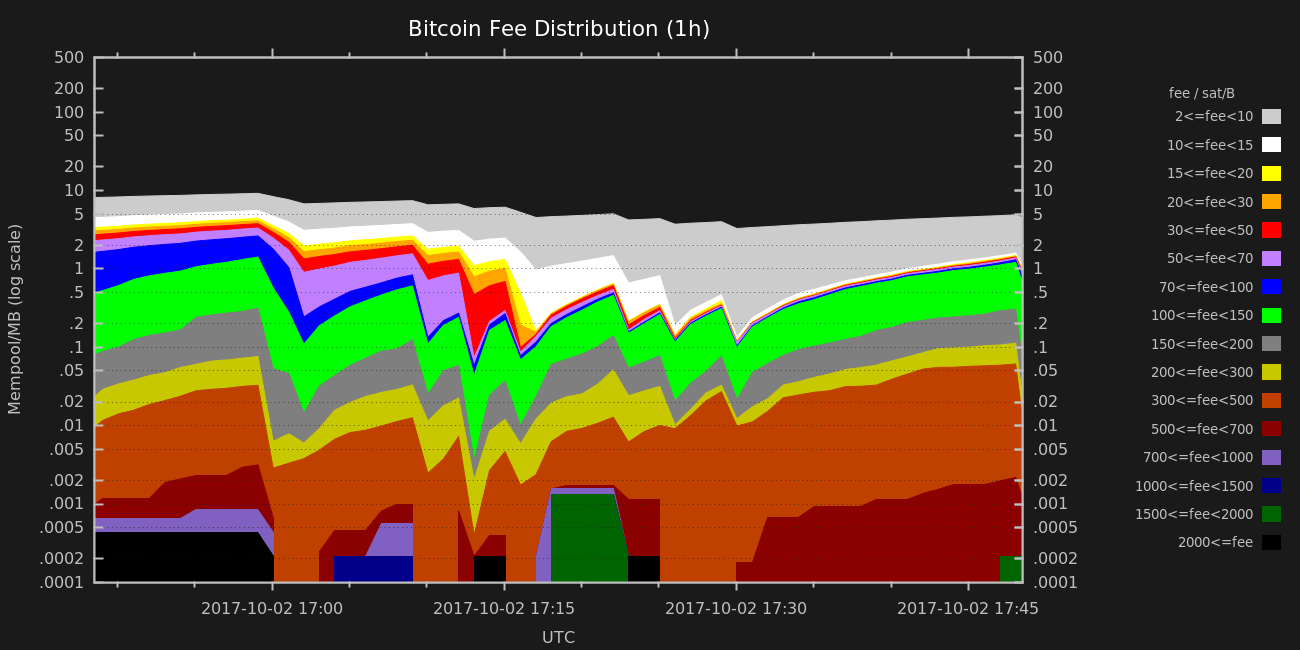 Bitcoin Fee Distribution (1h)
500 500
200 200
100 100
50 50
20 20
10 10
5 5
2 2
1 1
.5 .5
.2 .2
.1 .1
.05 .05
.02 .02
.01 .01
.005 .005
.002 .002
.001 .001
.0005 .0005
.0002 .0002
.0001 .0001
Mempool/MB (log scale)
2017-10-02 17:00 2017-10-02 17:15 2017-10-02 17:30 2017-10-02 17:45
UTC
fee / sat/B
2<=fee<10
10<=fee<15
15<=fee<20
20<=fee<30
30<=fee<50
50<=fee<70
70<=fee<100
100<=fee<150
150<=fee<200
200<=fee<300
300<=fee<500
500<=fee<700
700<=fee<1000
1000<=fee<1500
1500<=fee<2000
2000<=fee